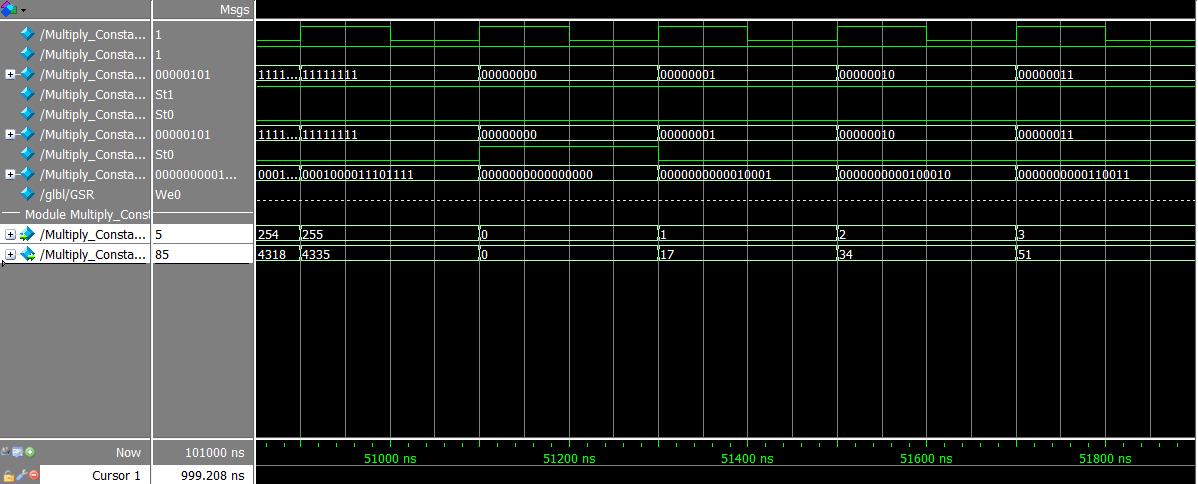 Msgs
/Multiply_Consta... 1
/Multiply_Consta... 1
/Multiply_Consta... 00000101 1111... 11111111 00000000 00000001 00000010 00000011
/Multiply_Consta... St1
/Multiply_Consta... St0
/Multiply_Consta... 00000101 1111... 11111111 00000000 00000001 00000010 00000011
/Multiply_Consta... St0
/Multiply_Consta... 0000000001... 0001... 0001000011101111 0000000000000000 0000000000010001 0000000000100010 0000000000110011
/glbl/GSR We0
Module Multiply_Const
/Multiply_Consta... 5 254 255 0 1 2 3
/Multiply_Consta... 85 4318 4335 0 17 34 51
Now 101000 ns 51000 ns 51200 ns 51400 ns 51600 ns 51800 ns
Cursor 1 999.208 ns